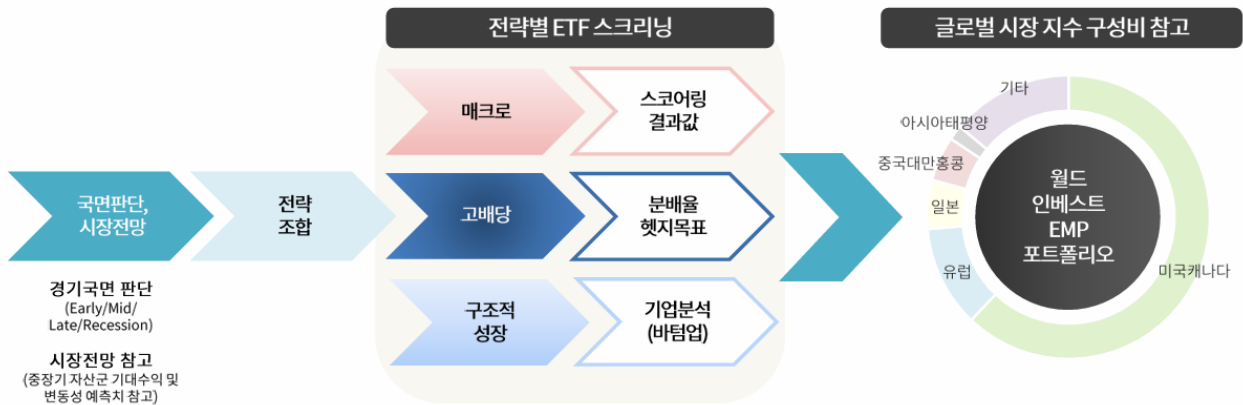 전략별 ETF 스크리닝
글로벌 시장 지수 구성비 참고
국면판단,
시장전망
경기국면 판단
(Early/Mid/
Late/Recession)
시장전망 참고
(중장기 자산군 기대수익 및
변동성 예측치 참고)
전략
조합
매크로
스코어링
결과값
고배당
분배율
헷지목표
구조적
성장
기업분석
(바텀업)
기타
아시아태평양
중국대만홍콩
일본
유럽
미국캐나다
월드
인베스트
EMP
포트폴리오